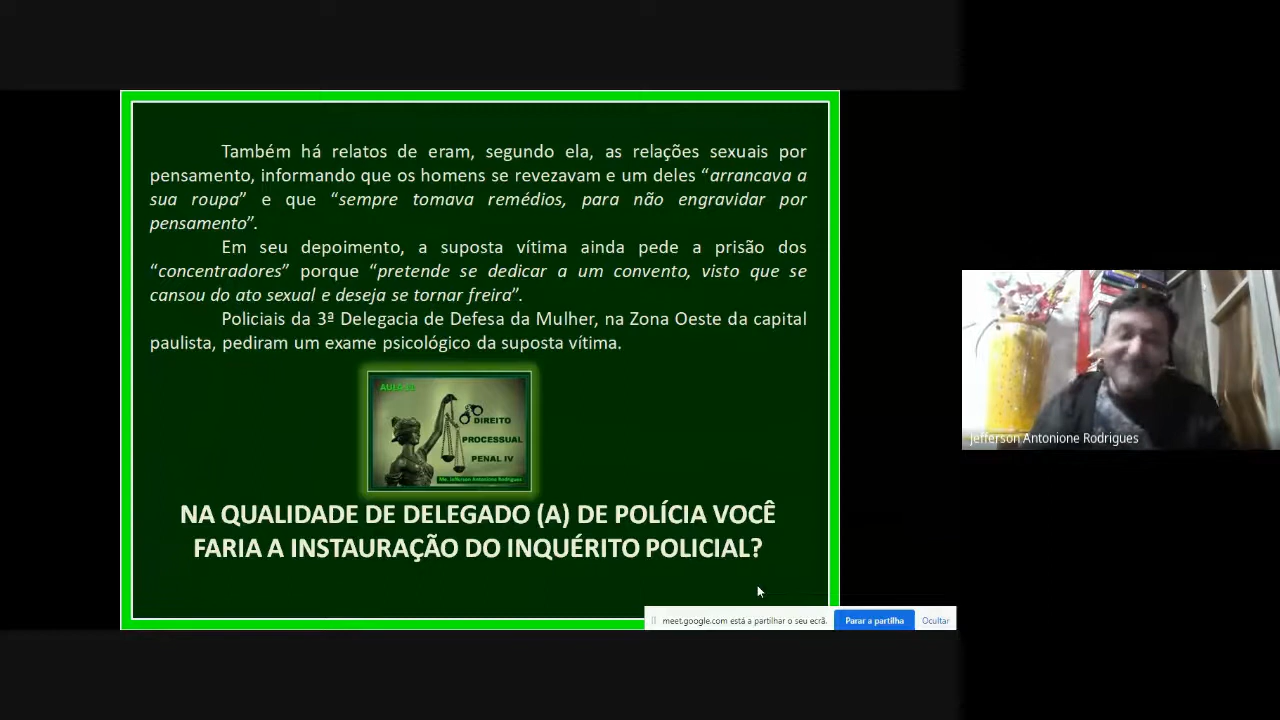 Também há relatos de eram, segundo ela, as relações sexuais por
pensamento, informando que os homens se revezavam e um deles “arrancava a
sua roupa” e que “sempre tomava remédios, para não engravidar por
pensamento”.
Em seu depoimento, a suposta vítima ainda pede a prisão dos
“concentradores” porque “pretende se dedicar a um convento, visto que se
cansou do ato sexual e deseja se tornar freira”.
Policiais da 3ª Delegacia de Defesa da Mulher, na Zona Oeste da capital
paulista, pediram um exame psicológico da suposta vítima.
DIREITO
PROCESSUAL
PENAL IV
Me. Jefferson Antonione Rodrigues
NA QUALIDADE DE DELEGADO (A) DE POLÍCIA VOCÊ
FARIA A INSTAURAÇÃO DO INQUÉRITO POLICIAL?
meet.google.com está a partilhar o seu ecrã.
Parar a partilha
Ocultar
Jefferson Antonione Rodrigues